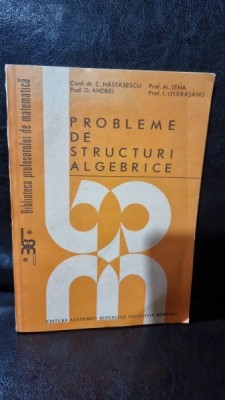 Conf. dr. C. NĂSTĂSESCU
Prof. G. ANDREI
Prof. M. ȚENA
Prof. I. OTĂRĂȘANU
PROBLEME
DE
STRUCTURI
ALGEBRICE
Biblioteca profesorului de matematică
EDITURA ACADEMIEI REPUBLICII SOCIALISTE ROMÂNIA